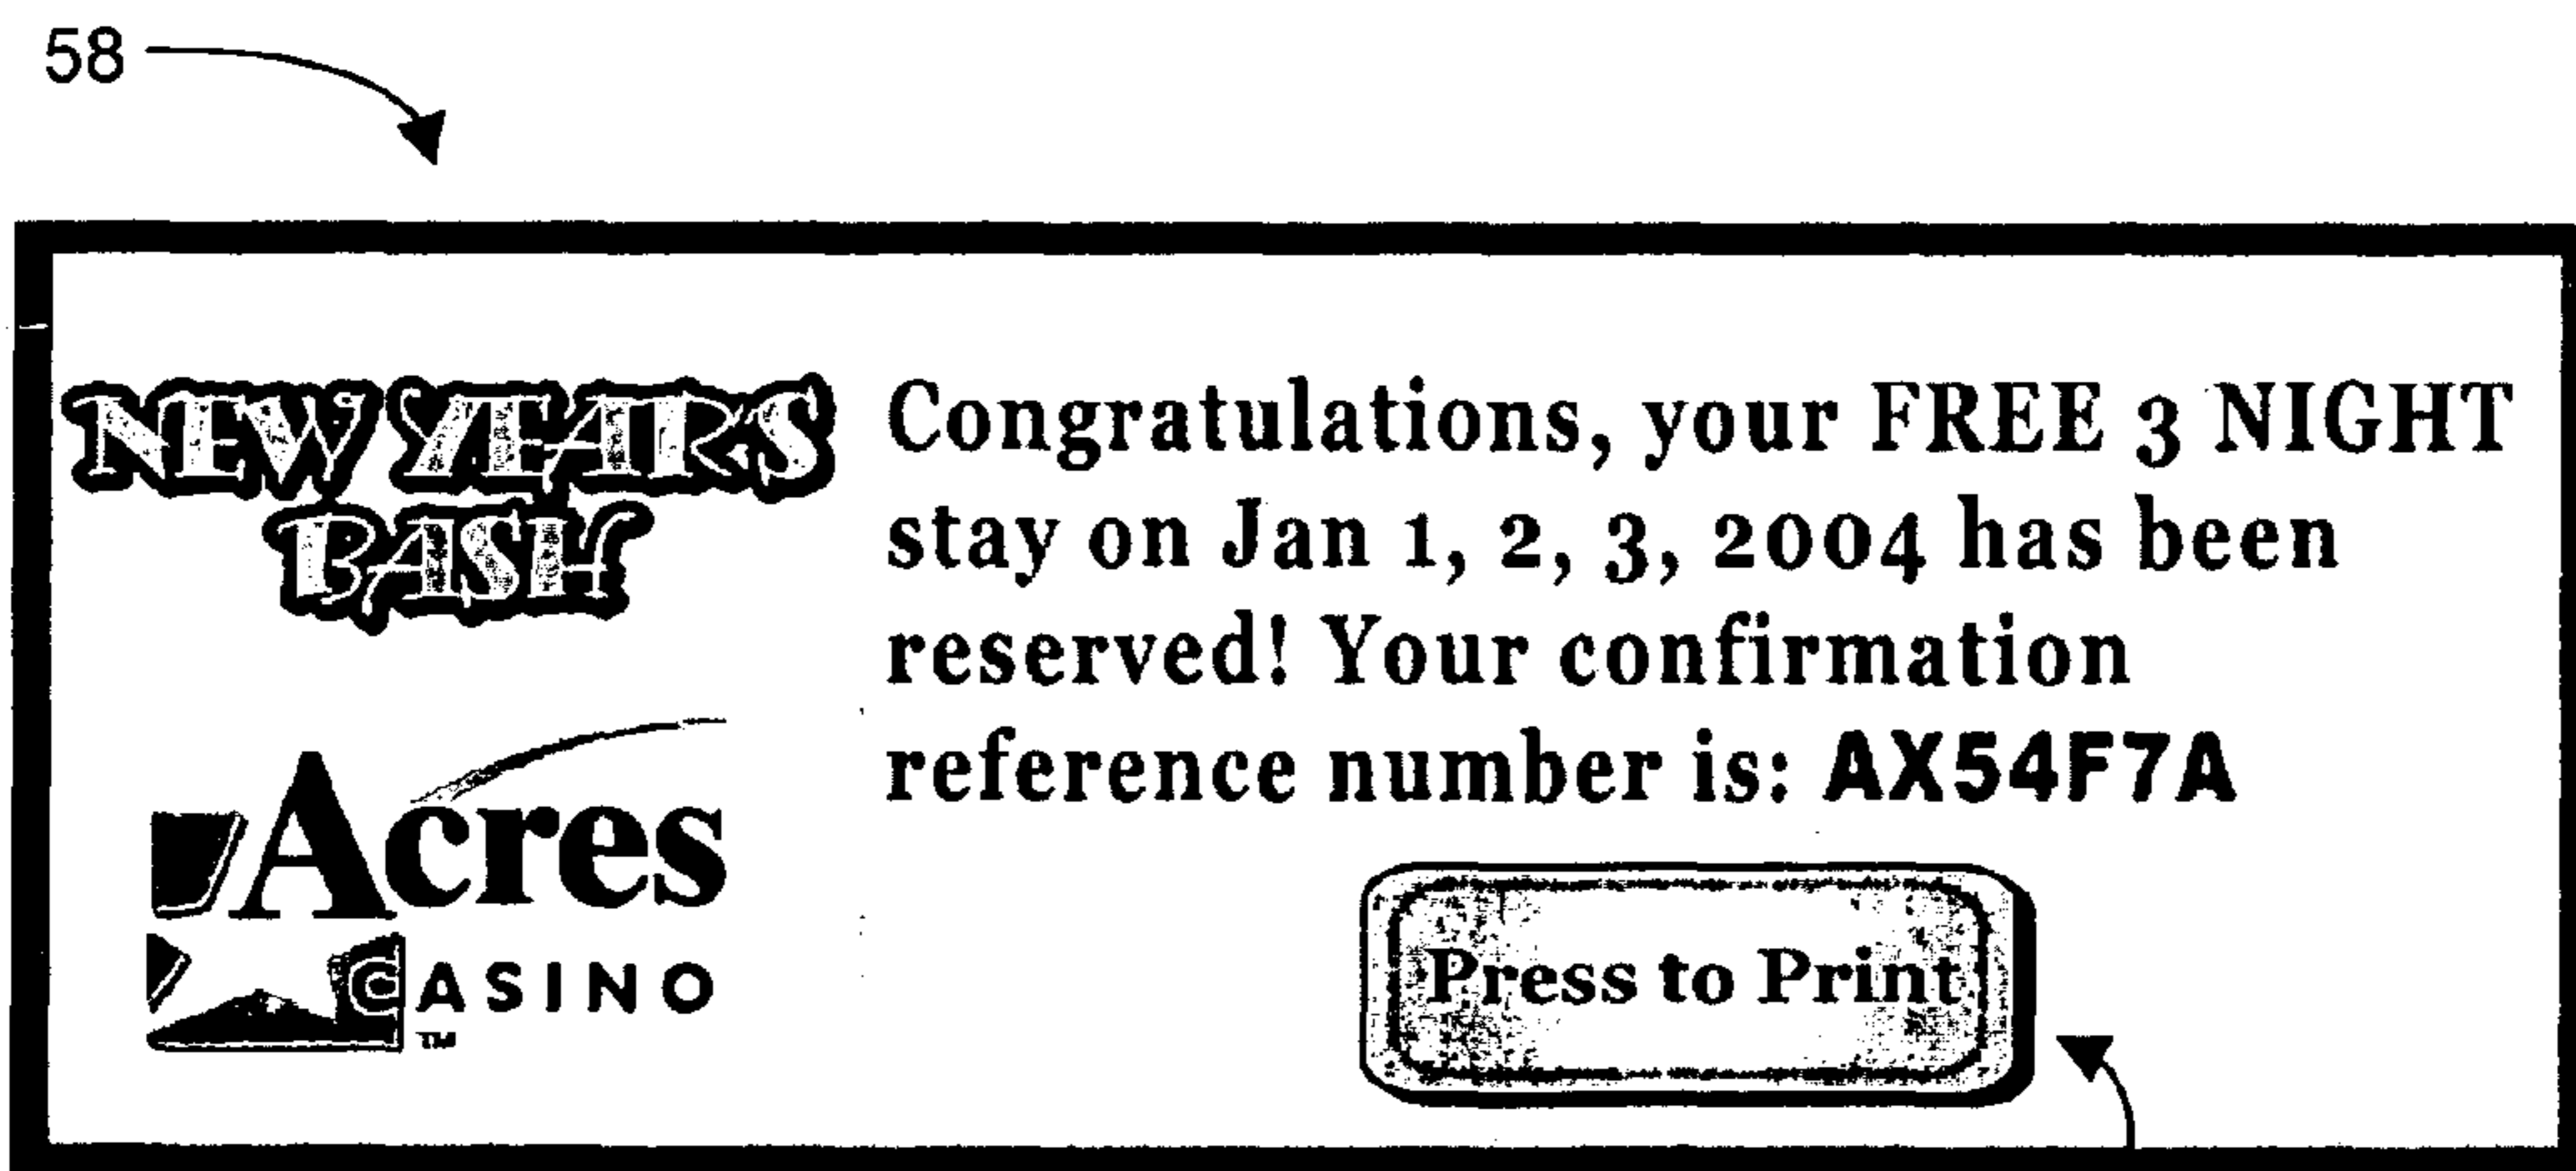 58
NEW YEARS
BASH
Congratulations, your FREE 3 NIGHT
stay on Jan 1, 2, 3, 2004 has been
reserved! Your confirmation
reference number is: AX54F7A
Acres
CASINO
TM
Press to Print